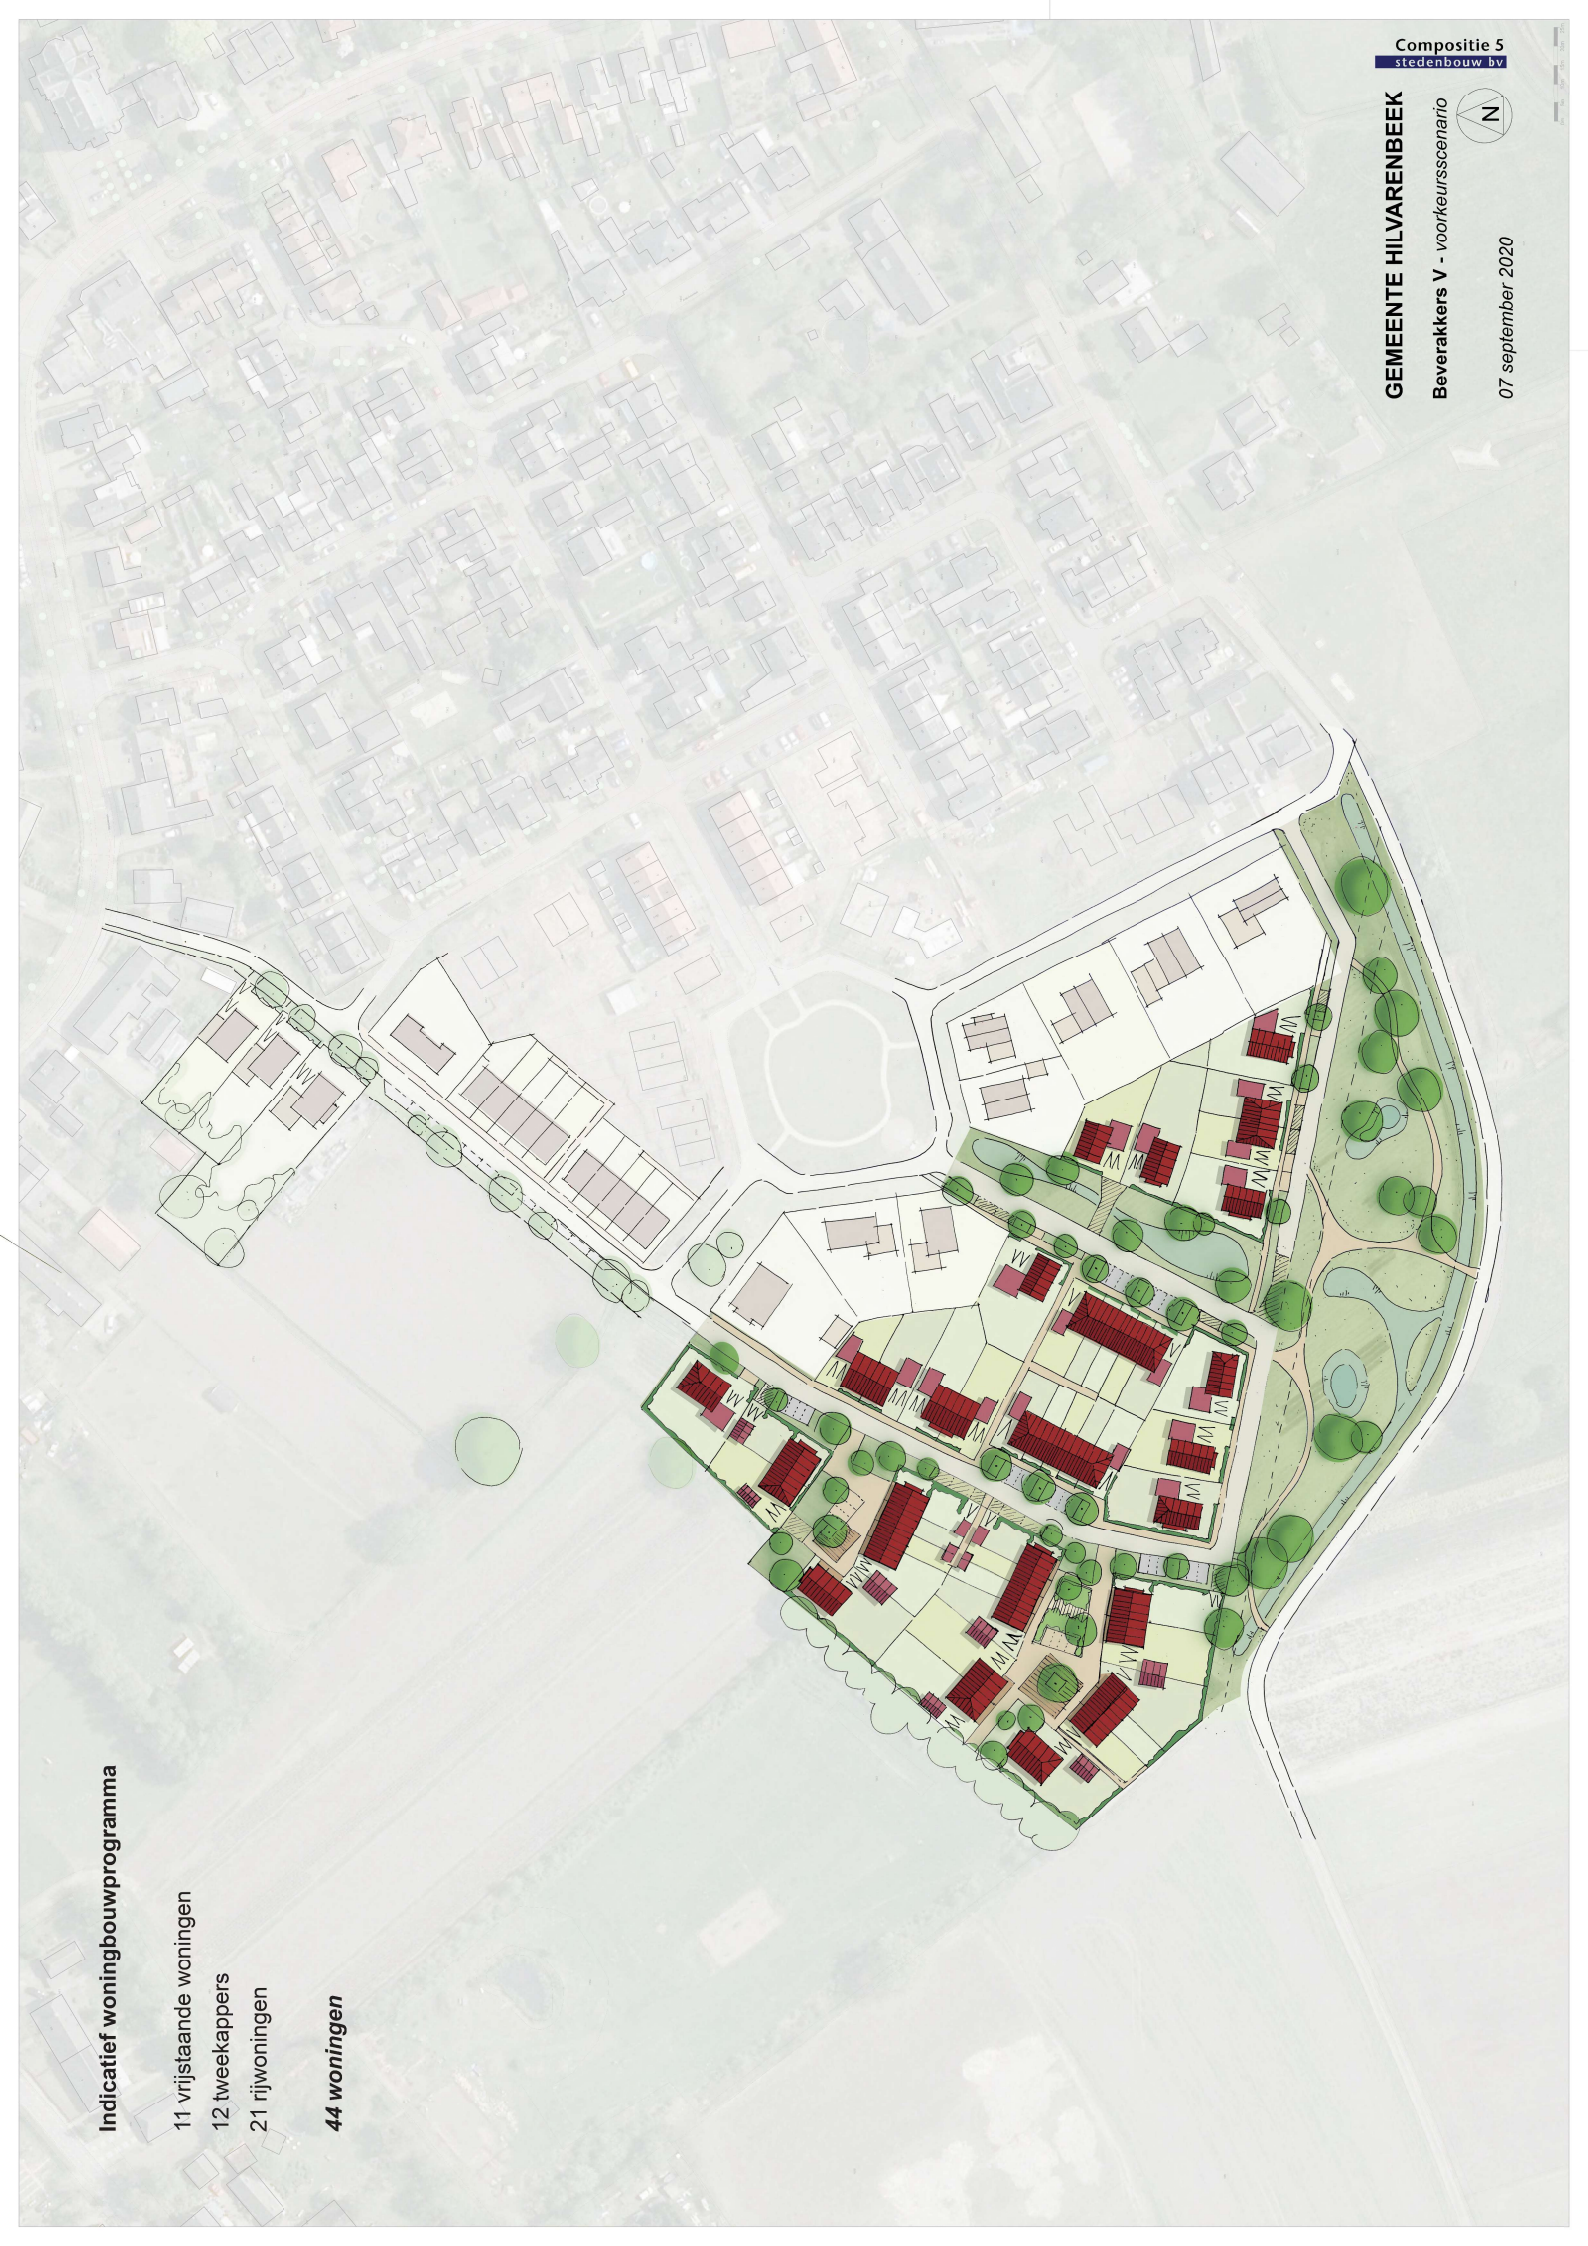 Indicatief woningbouwprogramma
11 vrijstaande woningen
12 tweekappers
21 rijwoningen
44 woningen
Compositie 5
stedenbouw bv
GEMEENTE HILVARENBEEK
Beverakkers V - voorkeursscenario
07 september 2020
N